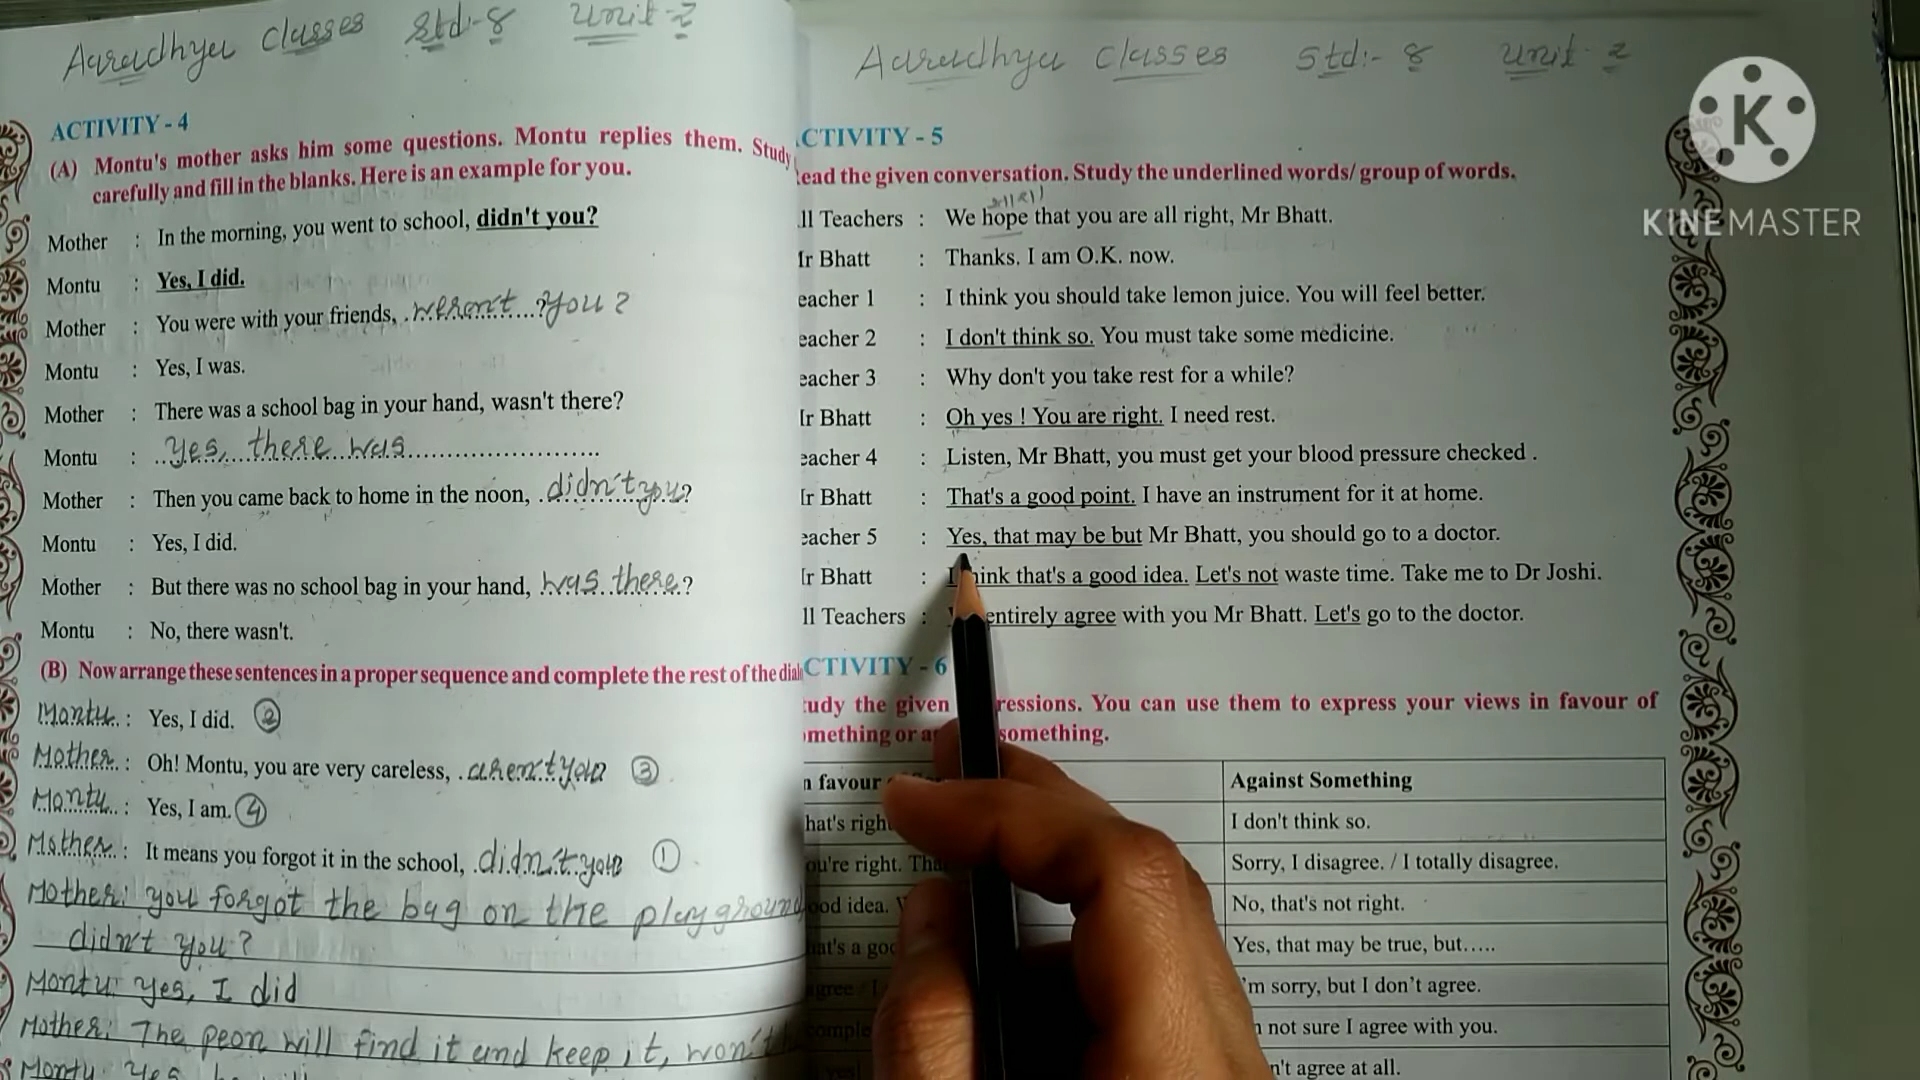 Aaradhya classes Std:-8 Unit-2
ACTIVITY - 4
(A) Montu's mother asks him some questions. Montu replies them. Study
carefully and fill in the blanks. Here is an example for you.
Mother : In the morning, you went to school, didn't you?
Montu : Yes, I did.
Mother : You were with your friends, weren't ? you ?
Montu : Yes, I was.
Mother : There was a school bag in your hand, wasn't there?
Montu : yes, there was
Mother : Then you came back to home in the noon, didn't you?
Montu : Yes, I did.
Mother : But there was no school bag in your hand, was there?
Montu : No, there wasn't.
(B) Now arrange these sentences in a proper sequence and complete the rest of the
Montu : Yes, I did. 2
Mother : Oh! Montu, you are very careless, aren't you 3
Montu : Yes, I am. 4
Mother : It means you forgot it in the school, didn't you 1
Mother: you forgot the bag on the playground
didn't you?
Montu: yes, I did
Mother: The peon will find it and keep it, won't
Montu: yes
Aaradhya classes Std:- 8 Unit- 2
CTIVITY - 5
ead the given conversation. Study the underlined words/ group of words.
ll Teachers : We hope that you are all right, Mr Bhatt.
r Bhatt : Thanks. I am O.K. now.
eacher 1 : I think you should take lemon juice. You will feel better.
eacher 2 : I don't think so. You must take some medicine.
eacher 3 : Why don't you take rest for a while?
r Bhatt : Oh yes ! You are right. I need rest.
eacher 4 : Listen, Mr Bhatt, you must get your blood pressure checked .
r Bhatt : That's a good point. I have an instrument for it at home.
eacher 5 : Yes, that may be but Mr Bhatt, you should go to a doctor.
r Bhatt : I think that's a good idea. Let's not waste time. Take me to Dr Joshi.
ll Teachers : entirely agree with you Mr Bhatt. Let's go to the doctor.
CTIVITY - 6
udy the given ressions. You can use them to express your views in favour of
mething or a something.
n favour Against Something
hat's right I don't think so.
ou're right. Tha Sorry, I disagree. / I totally disagree.
ood idea. No, that's not right.
hat's a goo Yes, that may be true, but.....
agree / I 'm sorry, but I don't agree.
comple not sure I agree with you.
n't agree at all.
K
KINEMASTER